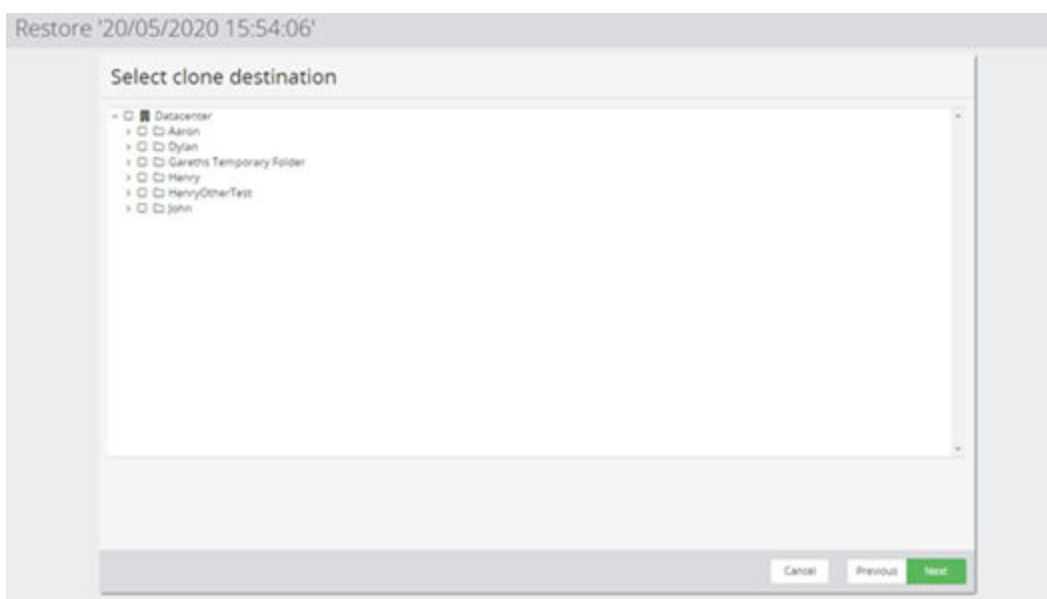 Restore '20/05/2020 15:54:06'
Select clone destination
Datacenter
Aaron
Dylan
Gareths Temporary Folder
Henry
HenryOtherTest
John
Cancel Previous Next